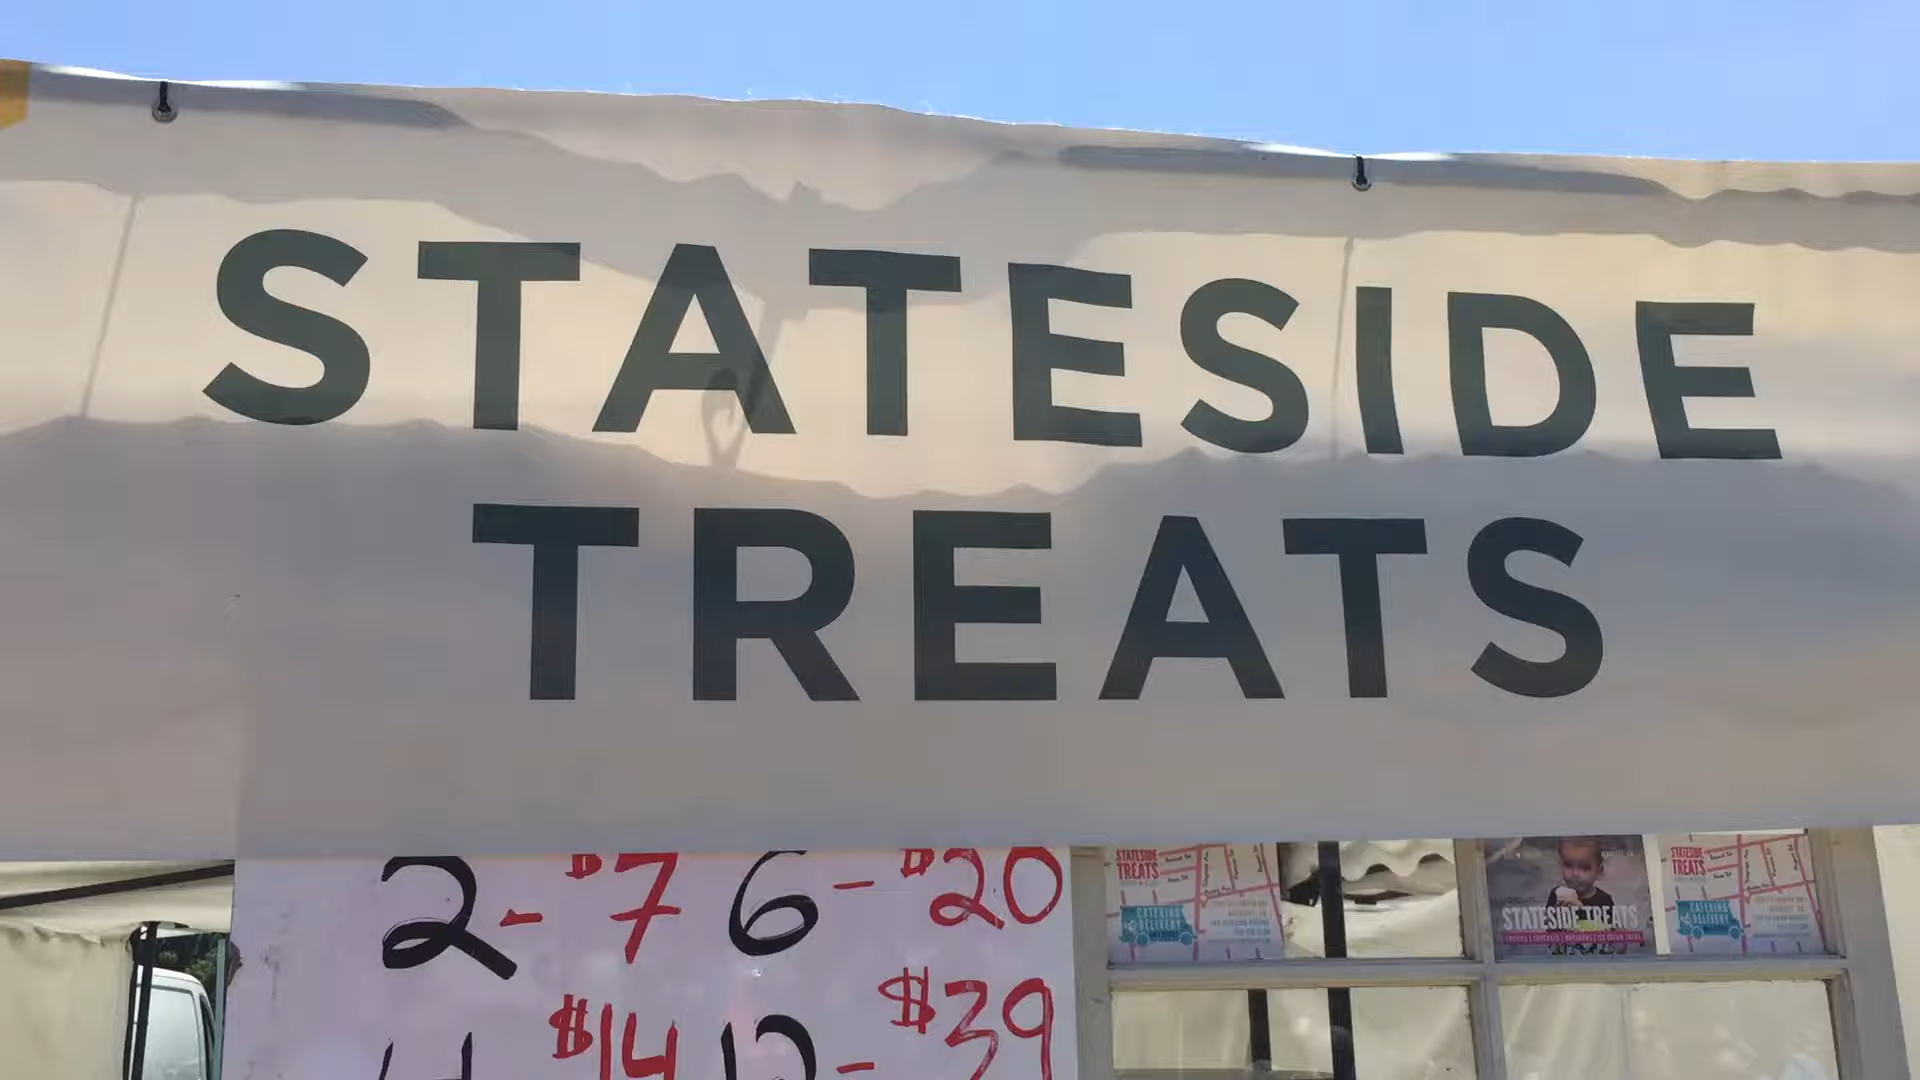 STATESIDE
TREATS
2 - $7 6 - $20
4 $14 12 - $39
STATESIDE
TREATS
CATERING
& DELIVERY
STATESIDE TREATS
STATESIDE
TREATS
CATERING
& DELIVERY